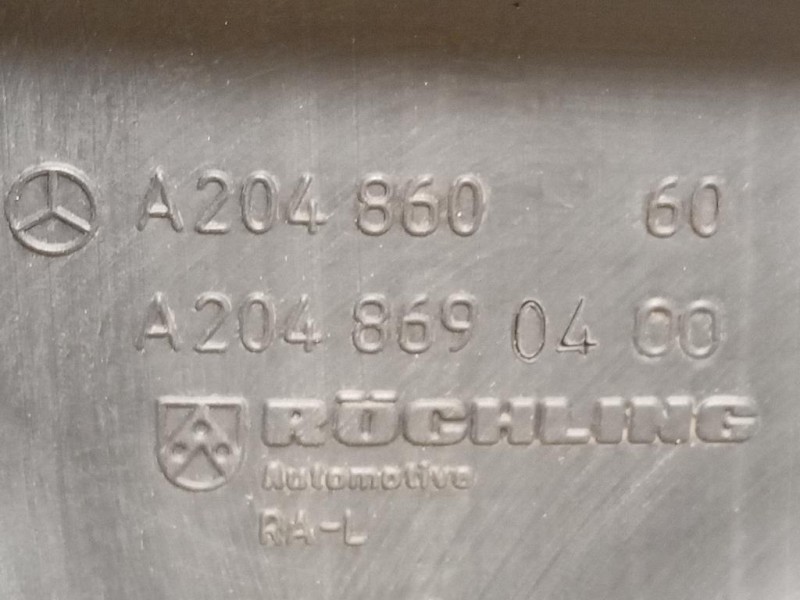 A 204 860 60
A 204 869 04 00
RÖCHLING
Automotive
RA-L